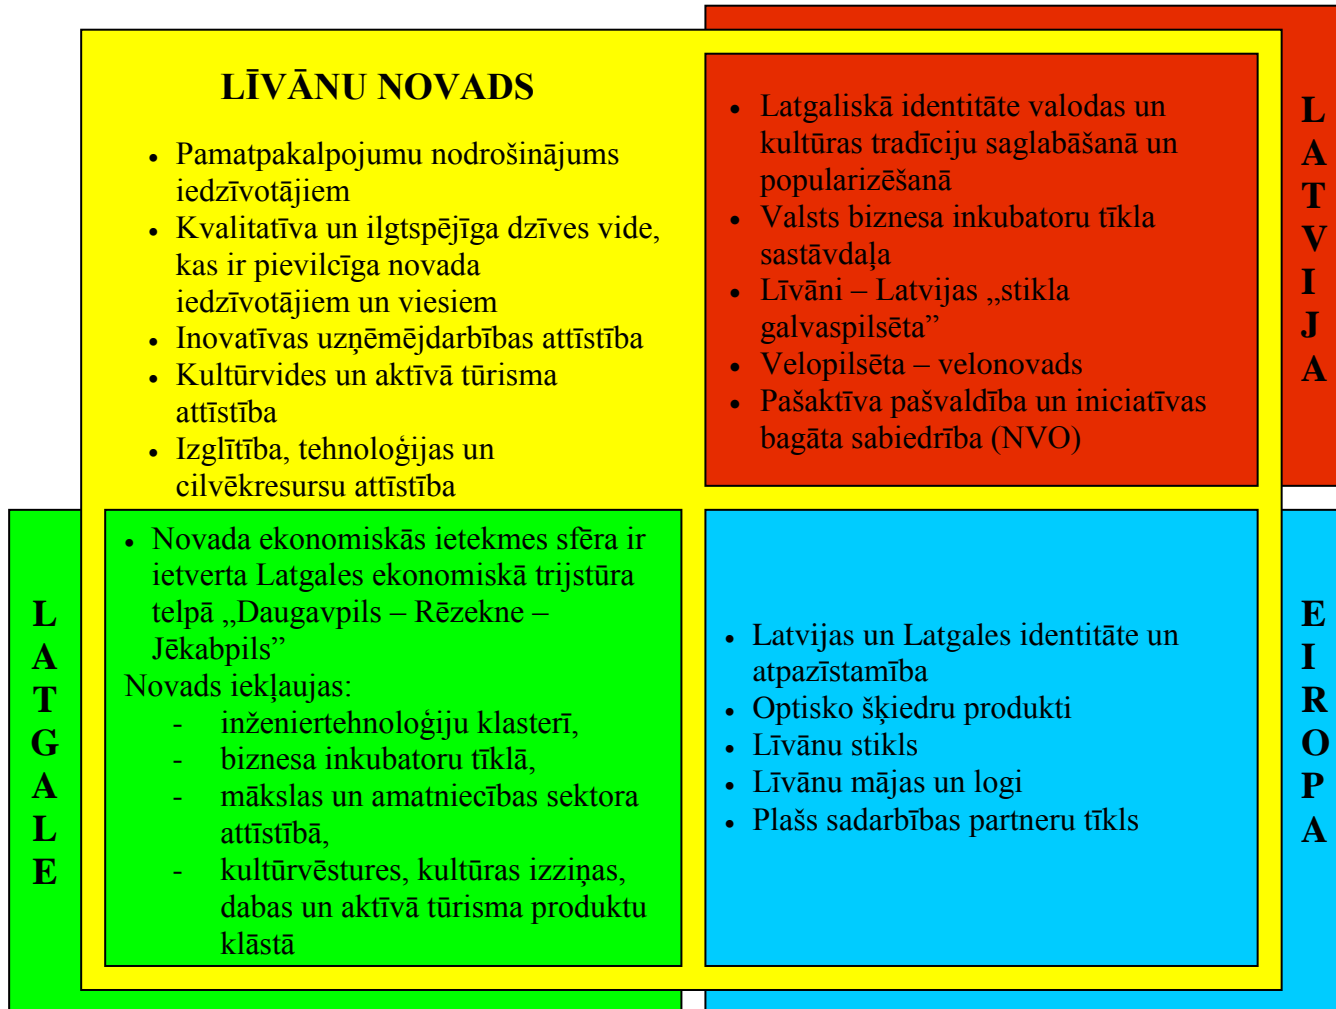 LĪVĀNU NOVADS
• Pamatpakalpojumu nodrošinājums
iedzīvotājiem
• Kvalitatīva un ilgtspējīga dzīves vide,
kas ir pievilcīga novada
iedzīvotājiem un viesiem
• Inovatīvas uzņēmējdarbības attīstība
• Kultūrvides un aktīvā tūrisma
attīstība
• Izglītība, tehnoloģijas un
cilvēkresursu attīstība
• Latgaliskā identitāte valodas un
kultūras tradīciju saglabāšanā un
popularizēšanā
• Valsts biznesa inkubatoru tīkla
sastāvdaļa
• Līvāni – Latvijas „stikla
galvaspilsēta”
• Velopilsēta – velonovads
• Pašaktīva pašvaldība un iniciatīvas
bagāta sabiedrība (NVO)
LATVIJA
LATGALE
• Novada ekonomiskās ietekmes sfēra ir
ietverta Latgales ekonomiskā trijstūra
telpā „Daugavpils – Rēzekne –
Jēkabpils”
Novads iekļaujas:
- inženiertehnoloģiju klasterī,
- biznesa inkubatoru tīklā,
- mākslas un amatniecības sektora
attīstībā,
- kultūrvēstures, kultūras izziņas,
dabas un aktīvā tūrisma produktu
klāstā
• Latvijas un Latgales identitāte un
atpazīstamība
• Optisko šķiedru produkti
• Līvānu stikls
• Līvānu mājas un logi
• Plašs sadarbības partneru tīkls
EIROPA